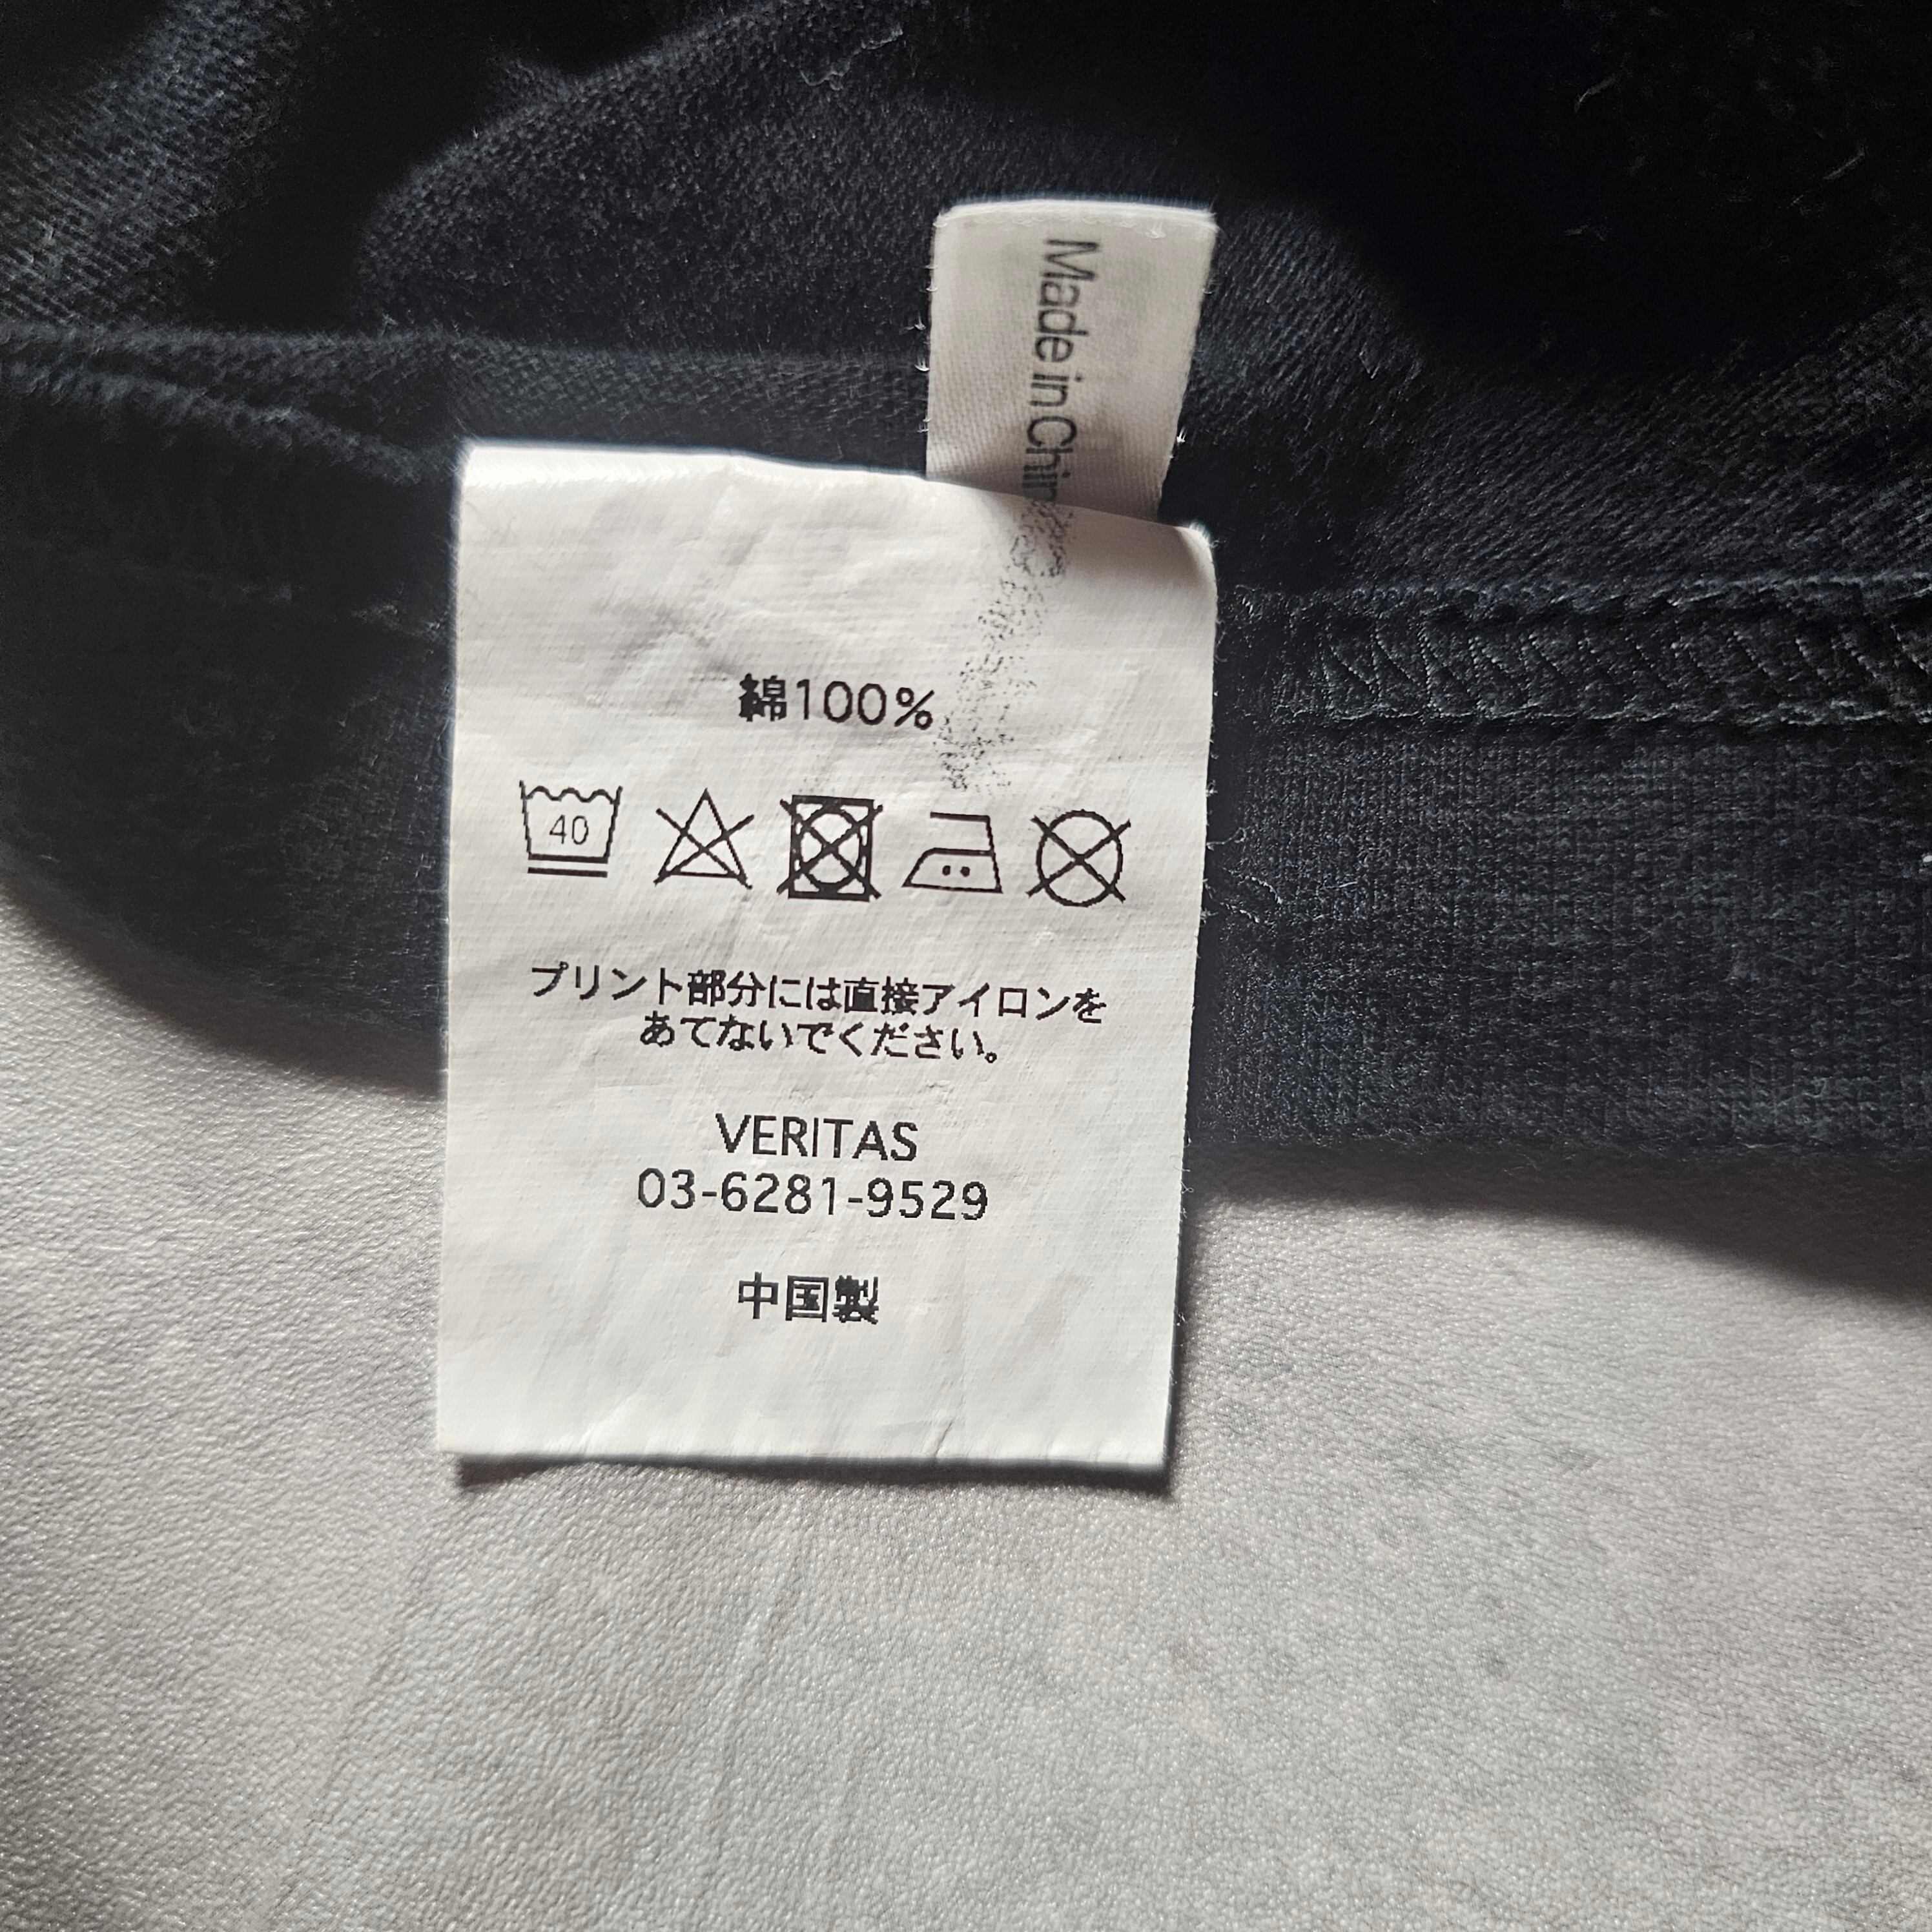 Made in Chin
綿100%
40
プリント部分には直接アイロンを
あてないでください。
VERITAS
03-6281-9529
中国製